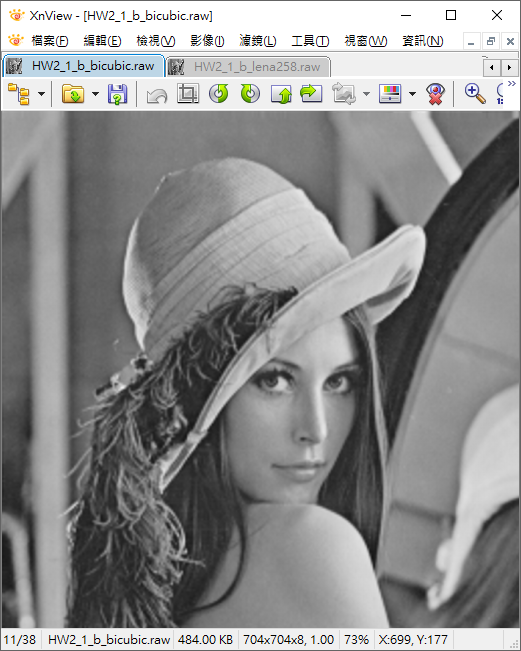 XnView - [HW2_1_b_bicubic.raw]
檔案(F) 編輯(E) 檢視(V) 影像(I) 濾鏡(L) 工具(T) 視窗(W) 資訊(N)
HW2_1_b_bicubic.raw HW2_1_b_lena258.raw
11/38 HW2_1_b_bicubic.raw 484.00 KB 704x704x8, 1.00 73% X:699, Y:177